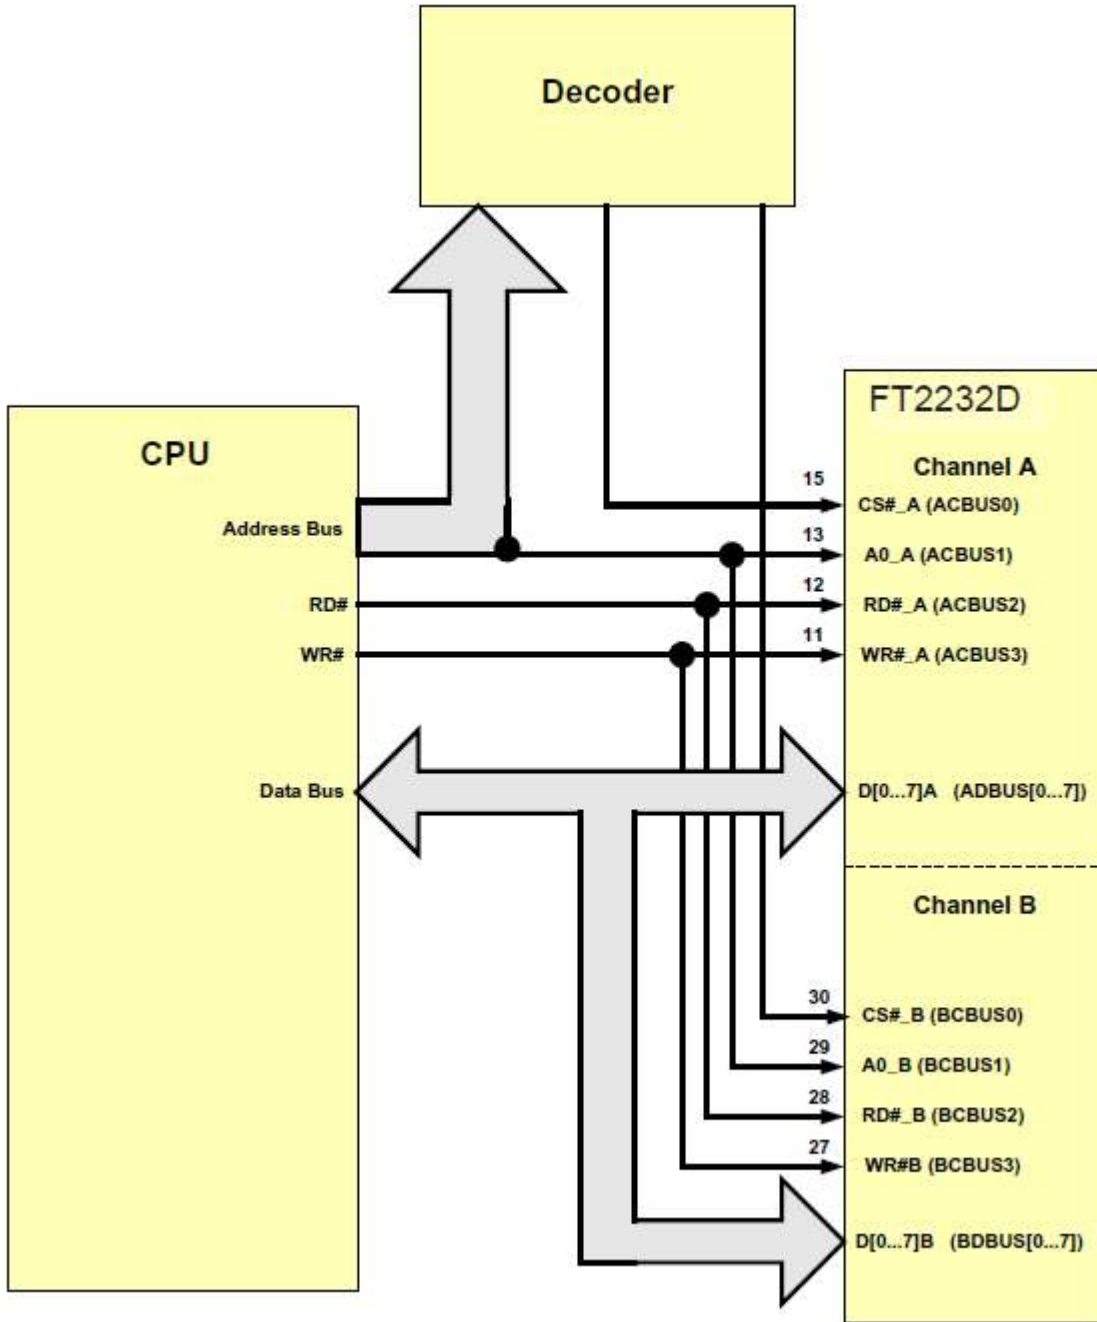 Decoder
FT2232D
CPU
Channel A
15
CS#_A (ACBUS0)
Address Bus
13
A0_A (ACBUS1)
12
RD#
RD#_A (ACBUS2)
11
WR#
WR#_A (ACBUS3)
Data Bus
D[0...7]A (ADBUS[0...7])
Channel B
30
CS#_B (BCBUS0)
29
A0_B (BCBUS1)
28
RD#_B (BCBUS2)
27
WR#B (BCBUS3)
D[0...7]B (BDBUS[0...7])